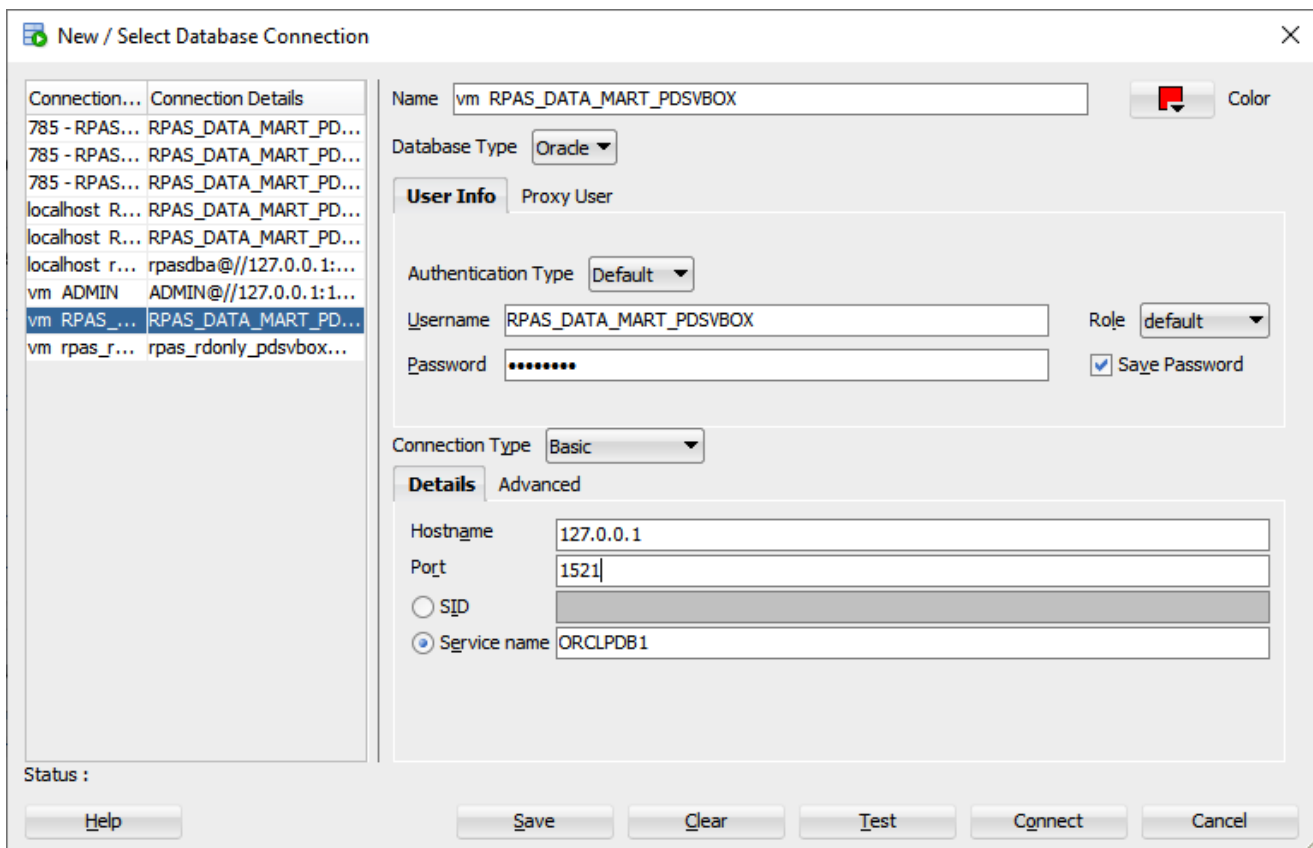 New / Select Database Connection
Connection... Connection Details
785 - RPAS... RPAS_DATA_MART_PD...
785 - RPAS... RPAS_DATA_MART_PD...
785 - RPAS... RPAS_DATA_MART_PD...
localhost R... RPAS_DATA_MART_PD...
localhost R... RPAS_DATA_MART_PD...
localhost r... rpasdba@//127.0.0.1:...
vm ADMIN ADMIN@//127.0.0.1:1...
vm RPAS_... RPAS_DATA_MART_PD...
vm rpas_r... rpas_rdonly_pdsvbox...
Name vm RPAS_DATA_MART_PDSVBOX Color
Database Type Oracle
User Info Proxy User
Authentication Type Default
Username RPAS_DATA_MART_PDSVBOX Role default
Password •••••••• Save Password
Connection Type Basic
Details Advanced
Hostname 127.0.0.1
Port 1521
SID
Service name ORCLPDB1
Status :
Help Save Clear Test Connect Cancel